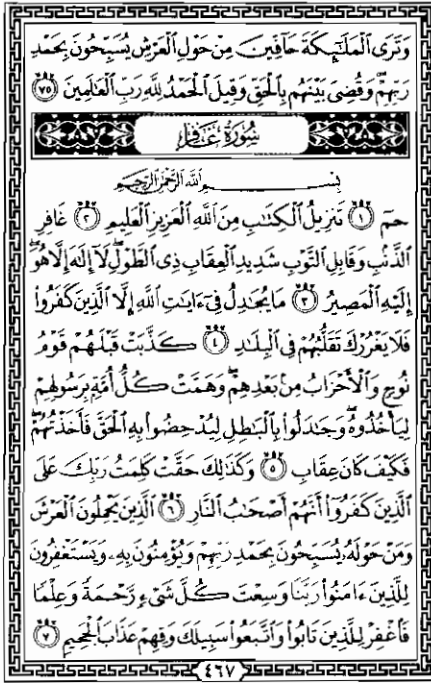 وَتَرَى ٱلْمَلَٰٓئِكَةَ حَآفِّينَ مِنْ حَوْلِ ٱلْعَرْشِ يُسَبِّحُونَ بِحَمْدِ
رَبِّهِمْ ۖ وَقُضِىَ بَيْنَهُم بِٱلْحَقِّ وَقِيلَ ٱلْحَمْدُ لِلَّهِ رَبِّ ٱلْعَٰلَمِينَ ٧٥
سُورَةُ غَافِرٍ
بِسْمِ ٱللَّهِ ٱلرَّحْمَٰنِ ٱلرَّحِيمِ
حمٓ ١ تَنزِيلُ ٱلْكِتَٰبِ مِنَ ٱللَّهِ ٱلْعَزِيزِ ٱلْعَلِيمِ ٢ غَافِرِ
ٱلذَّنۢبِ وَقَابِلِ ٱلتَّوْبِ شَدِيدِ ٱلْعِقَابِ ذِى ٱلطَّوْلِ ۖ لَآ إِلَٰهَ إِلَّا هُوَ ۖ
إِلَيْهِ ٱلْمَصِيرُ ٣ مَا يُجَٰدِلُ فِىٓ ءَايَٰتِ ٱللَّهِ إِلَّا ٱلَّذِينَ كَفَرُوا۟
فَلَا يَغْرُرْكَ تَقَلُّبُهُمْ فِى ٱلْبِلَٰدِ ٤ كَذَّبَتْ قَبْلَهُمْ قَوْمُ
نُوحٍ وَٱلْأَحْزَابُ مِنۢ بَعْدِهِمْ ۖ وَهَمَّتْ كُلُّ أُمَّةٍۭ بِرَسُولِهِمْ
لِيَأْخُذُوهُ ۖ وَجَٰدَلُوا۟ بِٱلْبَٰطِلِ لِيُدْحِضُوا۟ بِهِ ٱلْحَقَّ فَأَخَذْتُهُمْ ۖ
فَكَيْفَ كَانَ عِقَابِ ٥ وَكَذَٰلِكَ حَقَّتْ كَلِمَتُ رَبِّكَ عَلَى
ٱلَّذِينَ كَفَرُوٓا۟ أَنَّهُمْ أَصْحَٰبُ ٱلنَّارِ ٦ ٱلَّذِينَ يَحْمِلُونَ ٱلْعَرْشَ
وَمَنْ حَوْلَهُۥ يُسَبِّحُونَ بِحَمْدِ رَبِّهِمْ وَيُؤْمِنُونَ بِهِۦ وَيَسْتَغْفِرُونَ
لِلَّذِينَ ءَامَنُوا۟ رَبَّنَا وَسِعْتَ كُلَّ شَىْءٍ رَّحْمَةً وَعِلْمًا
فَٱغْفِرْ لِلَّذِينَ تَابُوا۟ وَٱتَّبَعُوا۟ سَبِيلَكَ وَقِهِمْ عَذَابَ ٱلْجَحِيمِ ٧
٤٦٧